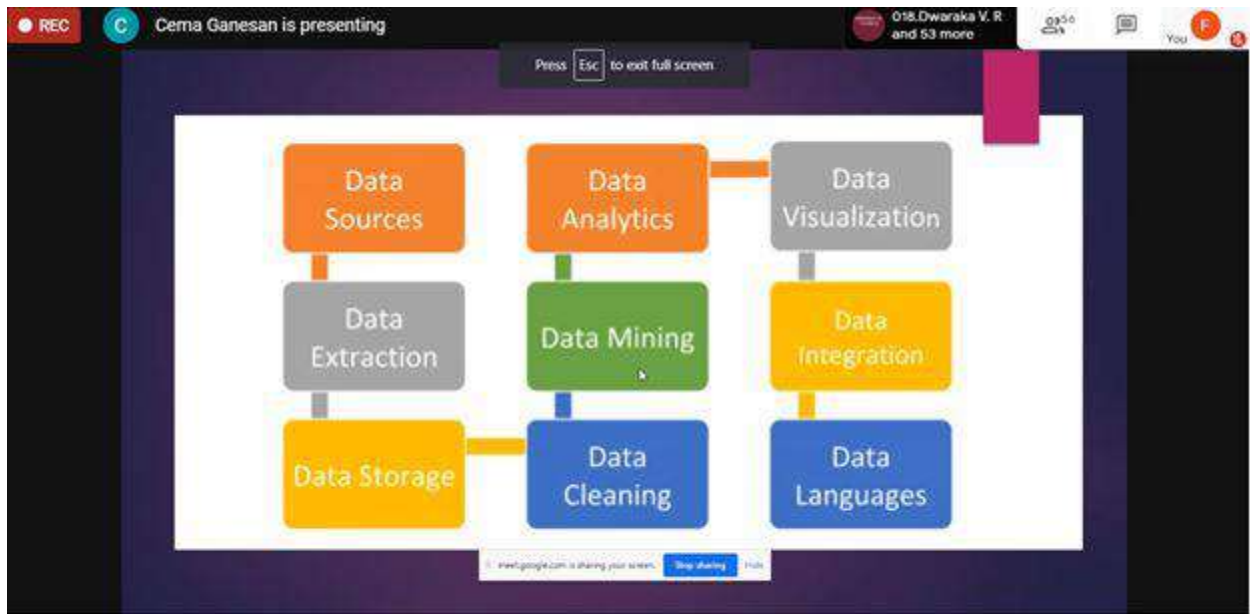 REC
C
Cema Ganesan is presenting
018.Dwaraka V. R
and 53 more
You
F
Press Esc to exit full screen
Data
Sources
Data
Extraction
Data Storage
Data
Cleaning
Data Mining
Data
Analytics
Data
Visualization
Data
Integration
Data
Languages
meet.google.com is sharing your screen.
Stop sharing
Hide